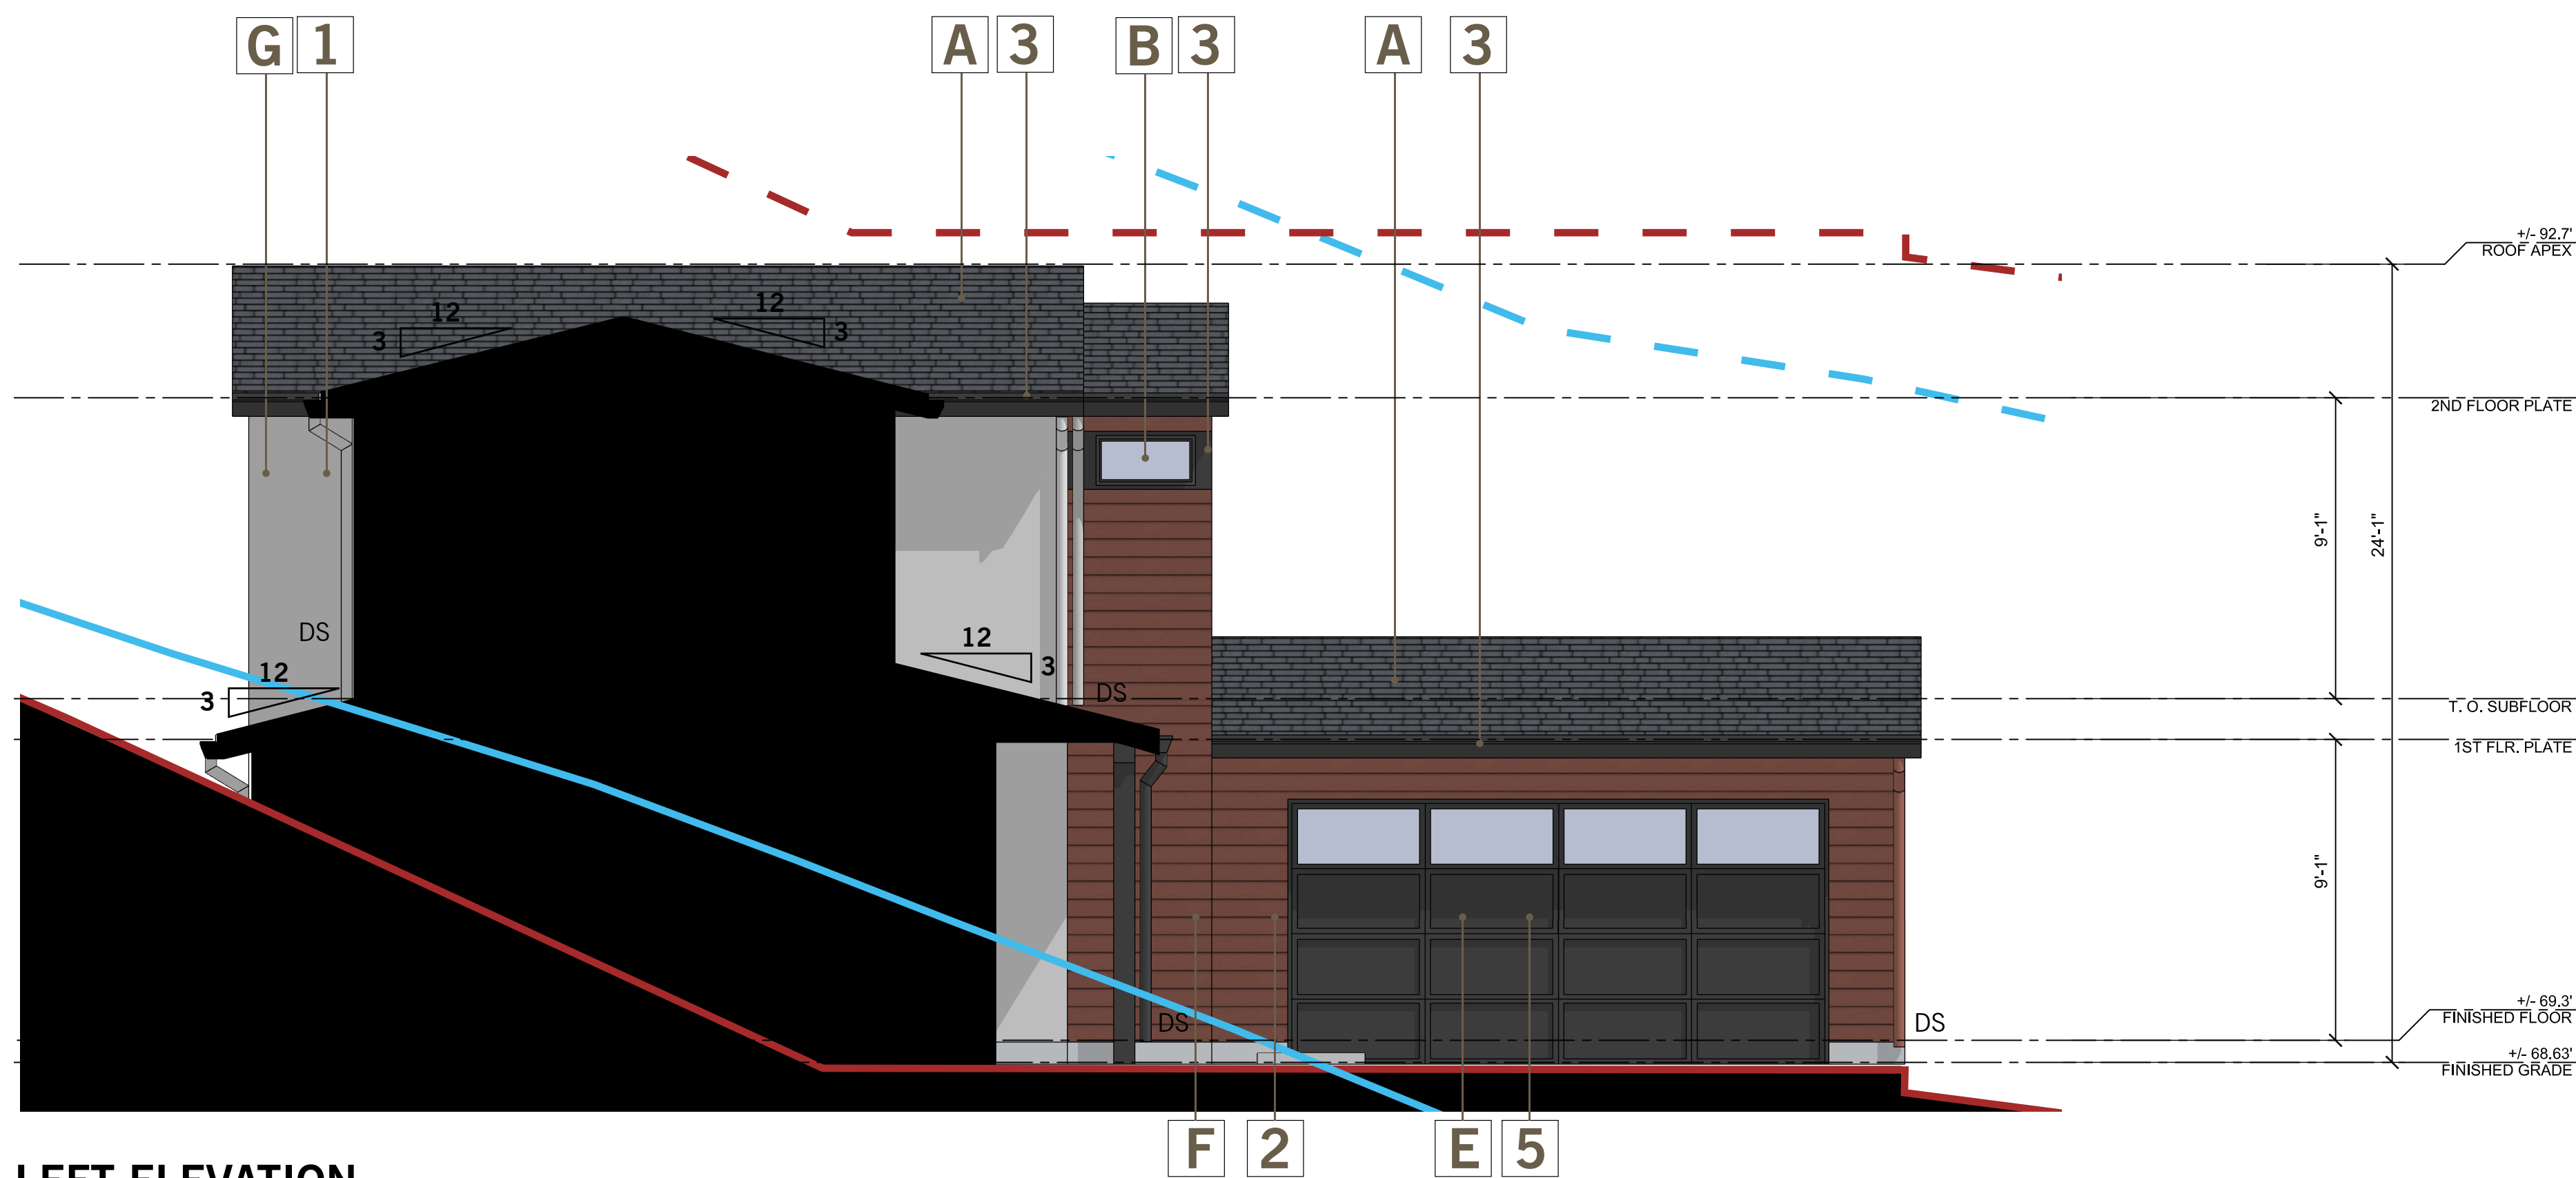 G 1 A 3 B 3 A 3
+/- 92.7'
ROOF APEX
12
3
12
3
2ND FLOOR PLATE
9'-1"
24'-1"
DS
12
3
12
3
DS
T. O. SUBFLOOR
1ST FLR. PLATE
9'-1"
DS
DS
+/- 69.3'
FINISHED FLOOR
+/- 68.63'
FINISHED GRADE
F 2 E 5
LEFT ELEVATION